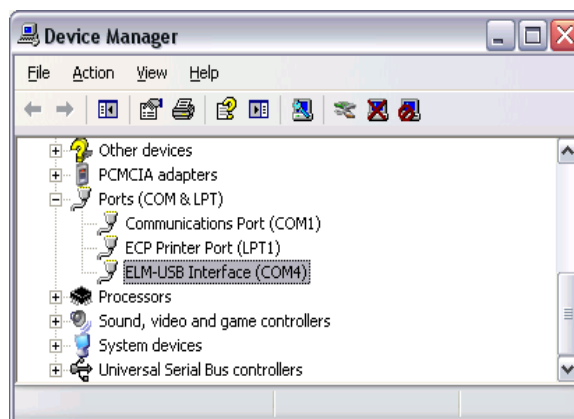 Device Manager
File Action View Help
Other devices
PCMCIA adapters
Ports (COM & LPT)
Communications Port (COM1)
ECP Printer Port (LPT1)
ELM-USB Interface (COM4)
Processors
Sound, video and game controllers
System devices
Universal Serial Bus controllers